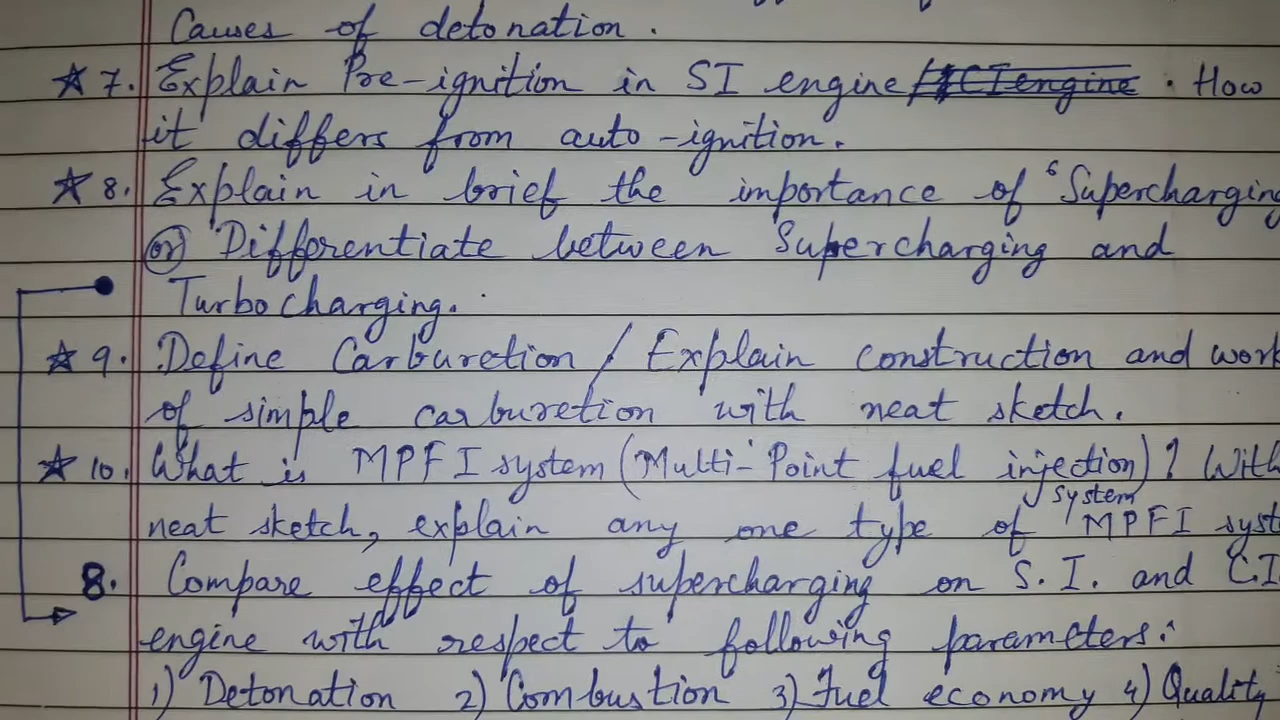 Causes of detonation.
★ 7. Explain Pre-ignition in SI engine . How
it differs from auto-ignition.
★ 8. Explain in brief the importance of 'Supercharging
(or) Differentiate between Supercharging and
Turbocharging.
★ 9. Define Carburetion / Explain construction and work
of simple carburetion with neat sketch.
★ 10. What is MPFI system (Multi-Point fuel injection)? With
system
neat sketch, explain any one type of MPFI syst
8. Compare effect of supercharging on S.I. and C.I
engine with respect to following parameters:
1) Detonation 2) Combustion 3) Fuel economy 4) Quality